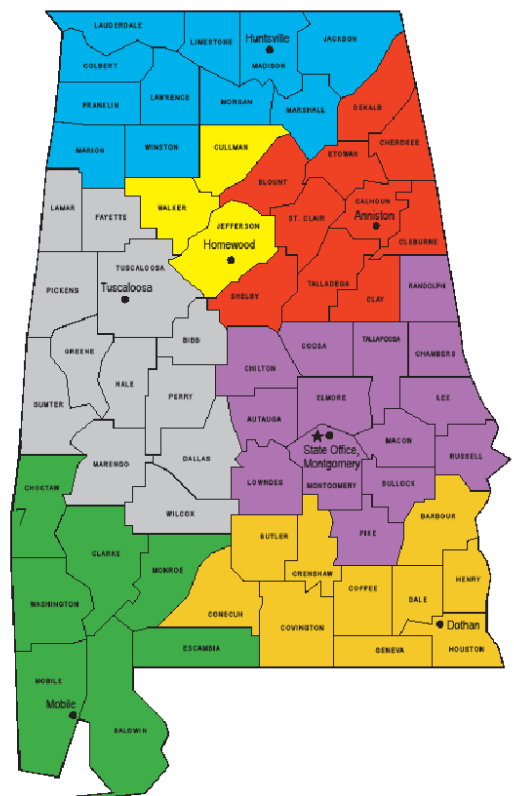 LAUDERDALE
LIMESTONE
Huntsville
MADISON
JACKSON
COLBERT
FRANKLIN
LAWRENCE
MORGAN
MARSHALL
DEKALB
MARION
WINSTON
CULLMAN
ETOWAH
CHEROKEE
BLOUNT
LAMAR
FAYETTE
WALKER
JEFFERSON
Homewood
ST. CLAIR
CALHOUN
Anniston
CLEBURNE
TUSCALOOSA
Tuscaloosa
PICKENS
SHELBY
TALLADEGA
CLAY
RANDOLPH
BIBB
GREENE
HALE
PERRY
SUMTER
CHILTON
COOSA
TALLAPOOSA
CHAMBERS
ELMORE
LEE
AUTAUGA
MACON
State Office,
Montgomery
RUSSELL
MARENGO
DALLAS
CHOCTAW
LOWNDES
MONTGOMERY
BULLOCK
7
WILCOX
BARBOUR
CLARKE
BUTLER
PIKE
MONROE
CRENSHAW
COFFEE
DALE
HENRY
WASHINGTON
CONECUH
COVINGTON
Dothan
HOUSTON
ESCAMBIA
GENEVA
MOBILE
Mobile
BALDWIN